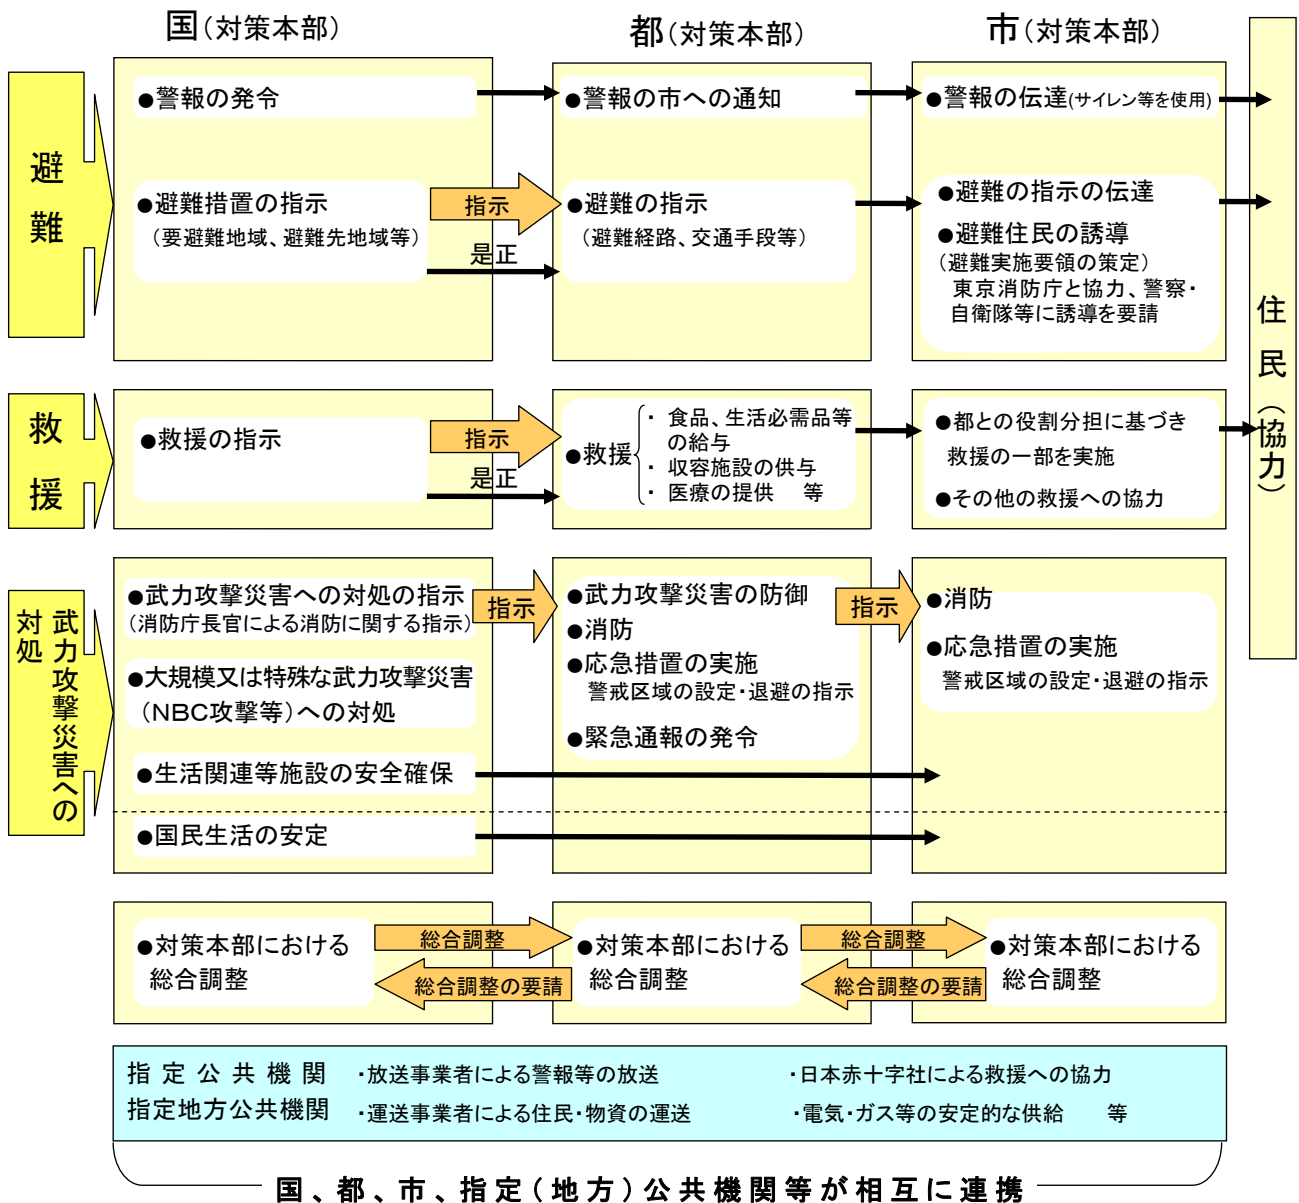 国(対策本部)
都(対策本部)
市(対策本部)
避難
●警報の発令
●警報の市への通知
●警報の伝達(サイレン等を使用)
●避難措置の指示
(要避難地域、避難先地域等)
指示
是正
●避難の指示
(避難経路、交通手段等)
●避難の指示の伝達
●避難住民の誘導
(避難実施要領の策定)
東京消防庁と協力、警察・
自衛隊等に誘導を要請
住民(協力)
救援
●救援の指示
指示
是正
●救援
・ 食品、生活必需品等
の給与
・ 収容施設の供与
・ 医療の提供 等
●都との役割分担に基づき
救援の一部を実施
●その他の救援への協力
武力攻撃災害への
対処
●武力攻撃災害への対処の指示
(消防庁長官による消防に関する指示)
●大規模又は特殊な武力攻撃災害
(NBC攻撃等)への対処
●生活関連等施設の安全確保
●国民生活の安定
指示
●武力攻撃災害の防御
●消防
●応急措置の実施
警戒区域の設定・退避の指示
●緊急通報の発令
指示
●消防
●応急措置の実施
警戒区域の設定・退避の指示
●対策本部における
総合調整
総合調整
総合調整の要請
●対策本部における
総合調整
総合調整
総合調整の要請
●対策本部における
総合調整
指定公共機関 ・放送事業者による警報等の放送 ・日本赤十字社による救援への協力
指定地方公共機関 ・運送事業者による住民・物資の運送 ・電気・ガス等の安定的な供給 等
国、都、市、指定(地方)公共機関等が相互に連携